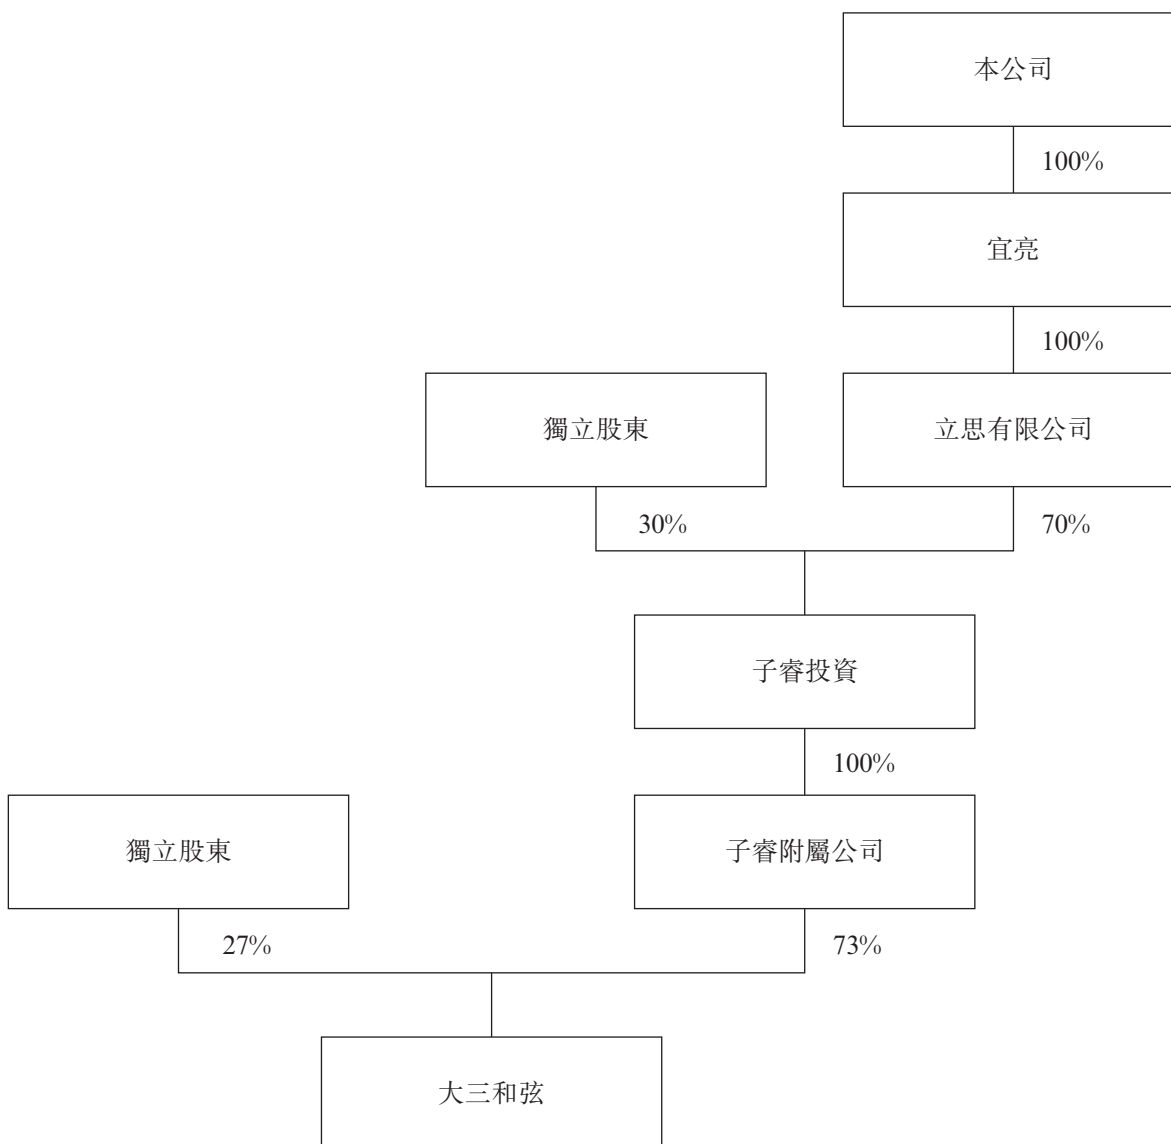 本公司
100%
宜亮
100%
獨立股東
立思有限公司
30%
70%
子睿投資
100%
獨立股東
子睿附屬公司
27%
73%
大三和弦